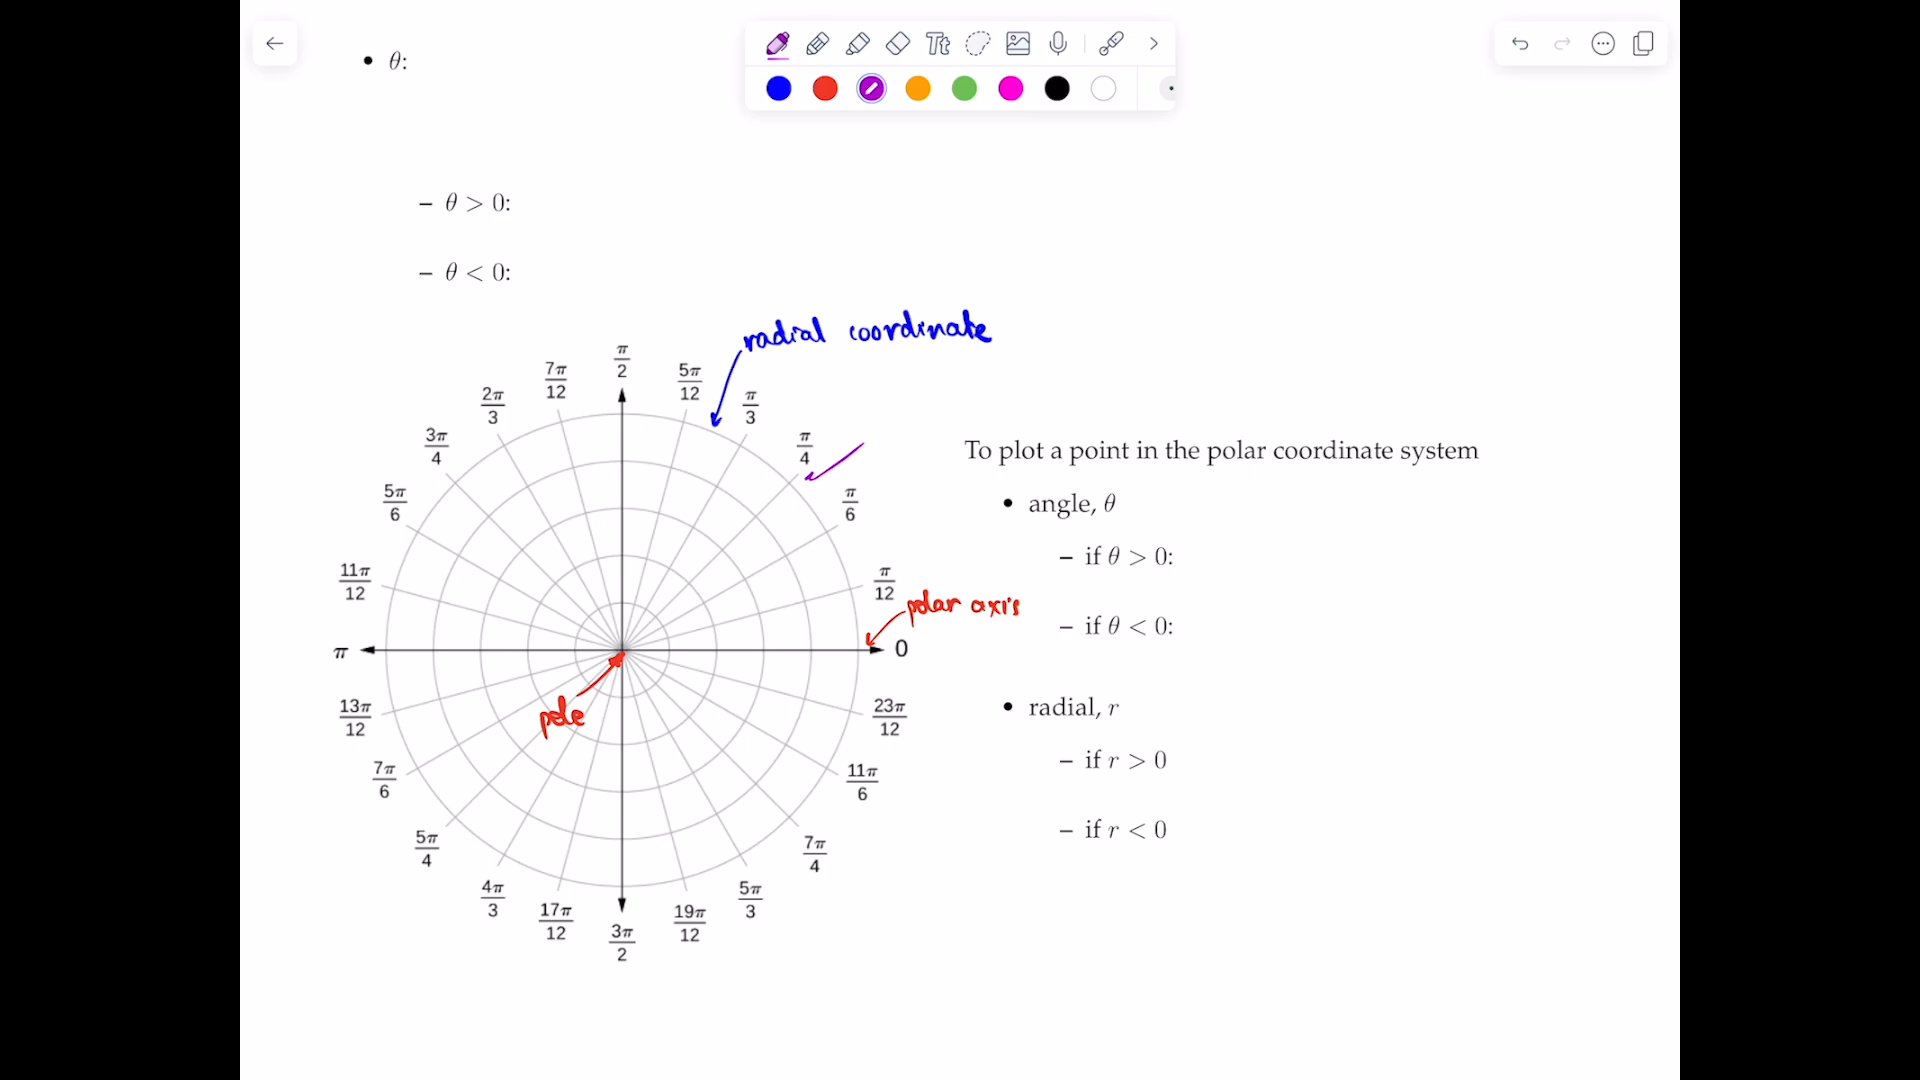 Tt
• θ:
– θ > 0:
– θ < 0:
radial coordinate
π/2
7π/12
5π/12
2π/3
π/3
3π/4
π/4
5π/6
π/6
11π/12
π/12
polar axis
π
0
pole
13π/12
23π/12
7π/6
11π/6
5π/4
7π/4
4π/3
5π/3
17π/12
19π/12
3π/2
To plot a point in the polar coordinate system
• angle, θ
– if θ > 0:
– if θ < 0:
• radial, r
– if r > 0
– if r < 0